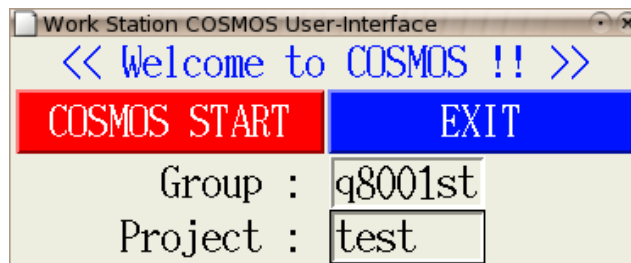 Work Station COSMOS User-Interface
<< Welcome to COSMOS !! >>
COSMOS START EXIT
Group : q8001st
Project : test